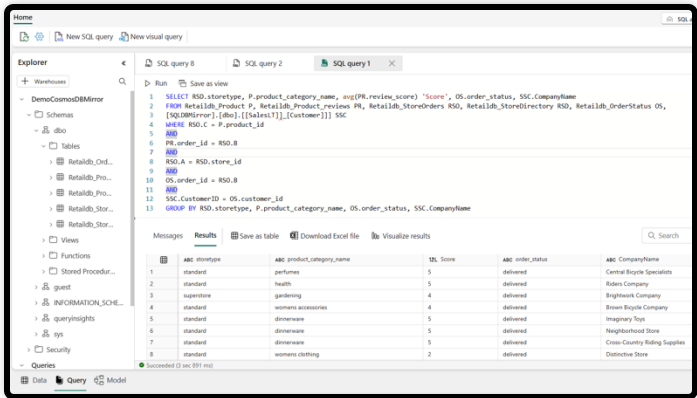 Home
SQL a
New SQL query New visual query
Explorer
+ Warehouses
DemoCosmosDBMirror
Schemas
dbo
Tables
Retaildb_Ord...
Retaildb_Pro...
Retaildb_Pro...
Retaildb_Stor...
Retaildb_Stor...
Views
Functions
Stored Procedur...
guest
INFORMATION_SCHE...
queryinsights
sys
Security
Queries
SQL query 8 SQL query 2 SQL query 1
Run Save as view
1 SELECT RSD.storetype, P.product_category_name, avg(PR.review_score) 'Score', OS.order_status, SSC.CompanyName
2 FROM Retaildb_Product P, Retaildb_Product_reviews PR, Retaildb_StoreOrders RSO, Retaildb_StoreDirectory RSD, Retaildb_OrderStatus OS,
3 [SQLDBMirror].[dbo].[[SalesLT]]_[Customer]]] SSC
4 WHERE RSO.C = P.product_id
5 AND
6 PR.order_id = RSO.B
7 AND
8 RSO.A = RSD.store_id
9 AND
10 OS.order_id = RSO.B
11 AND
12 SSC.CustomerID = OS.customer_id
13 GROUP BY RSD.storetype, P.product_category_name, OS.order_status, SSC.CompanyName
Messages Results Save as table Download Excel file Visualize results Search
ABC storetype ABC product_category_name 12L Score ABC order_status ABC CompanyName
1 standard perfumes 5 delivered Central Bicycle Specialists
2 standard health 5 delivered Riders Company
3 superstore gardening 4 delivered Brightwork Company
4 standard womens accessories 4 delivered Brown Bicycle Company
5 standard dinnerware 5 delivered Imaginary Toys
6 standard dinnerware 5 delivered Neighborhood Store
7 standard dinnerware 5 delivered Cross-Country Riding Supplies
8 standard womens clothing 2 delivered Distinctive Store
Succeeded (3 sec 891 ms)
Data Query Model